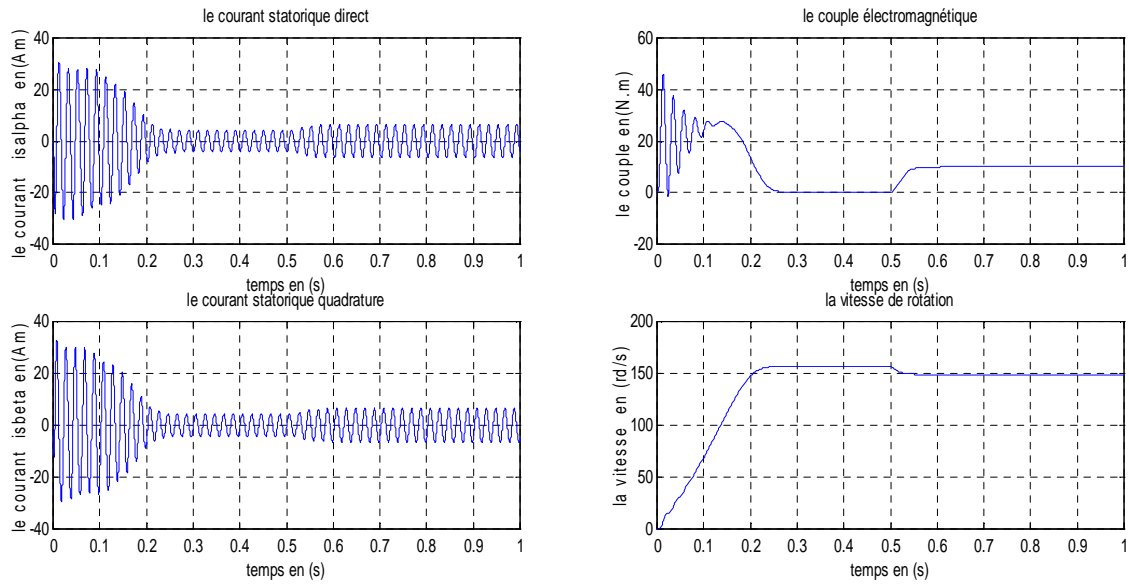 le courant statorique direct
le courant isalpha en(Am)
40
20
0
-20
-40
0 0.1 0.2 0.3 0.4 0.5 0.6 0.7 0.8 0.9 1
temps en (s)
le couple électromagnétique
le couple en(N.m)
60
40
20
0
-20
0 0.1 0.2 0.3 0.4 0.5 0.6 0.7 0.8 0.9 1
temps en (s)
le courant statorique quadrature
le courant isbeta en(Am)
40
20
0
-20
-40
0 0.1 0.2 0.3 0.4 0.5 0.6 0.7 0.8 0.9 1
temps en (s)
la vitesse de rotation
la vitesse en (rd/s)
200
150
100
50
0
0 0.1 0.2 0.3 0.4 0.5 0.6 0.7 0.8 0.9 1
temps en (s)